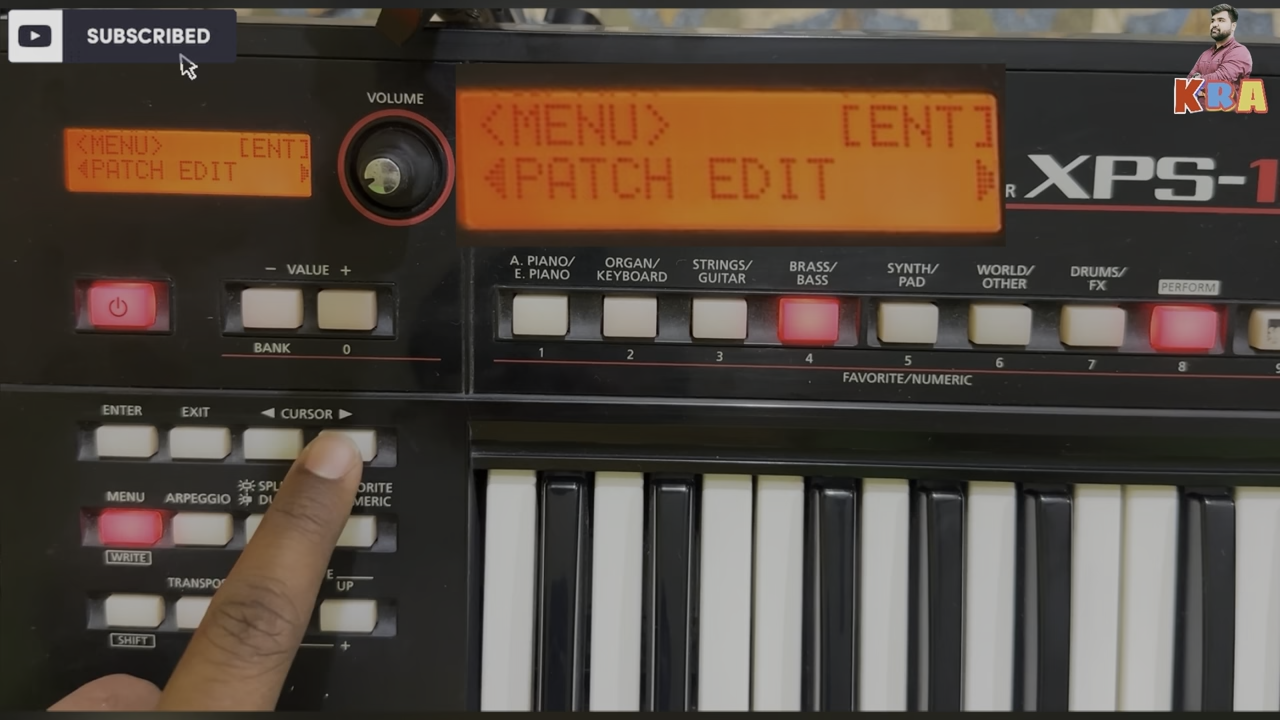 SUBSCRIBED
KRA
VOLUME
<MENU> [ENT]
PATCH EDIT
<MENU> [ENT]
PATCH EDIT
R XPS-1
− VALUE +
BANK 0
A. PIANO/
E. PIANO
ORGAN/
KEYBOARD
STRINGS/
GUITAR
BRASS/
BASS
SYNTH/
PAD
WORLD/
OTHER
DRUMS/
FX
PERFORM
1 2 3 4 5 6 7 8
FAVORITE/NUMERIC
ENTER EXIT ◄ CURSOR ►
MENU ARPEGGIO
WRITE
UP
SHIFT
+